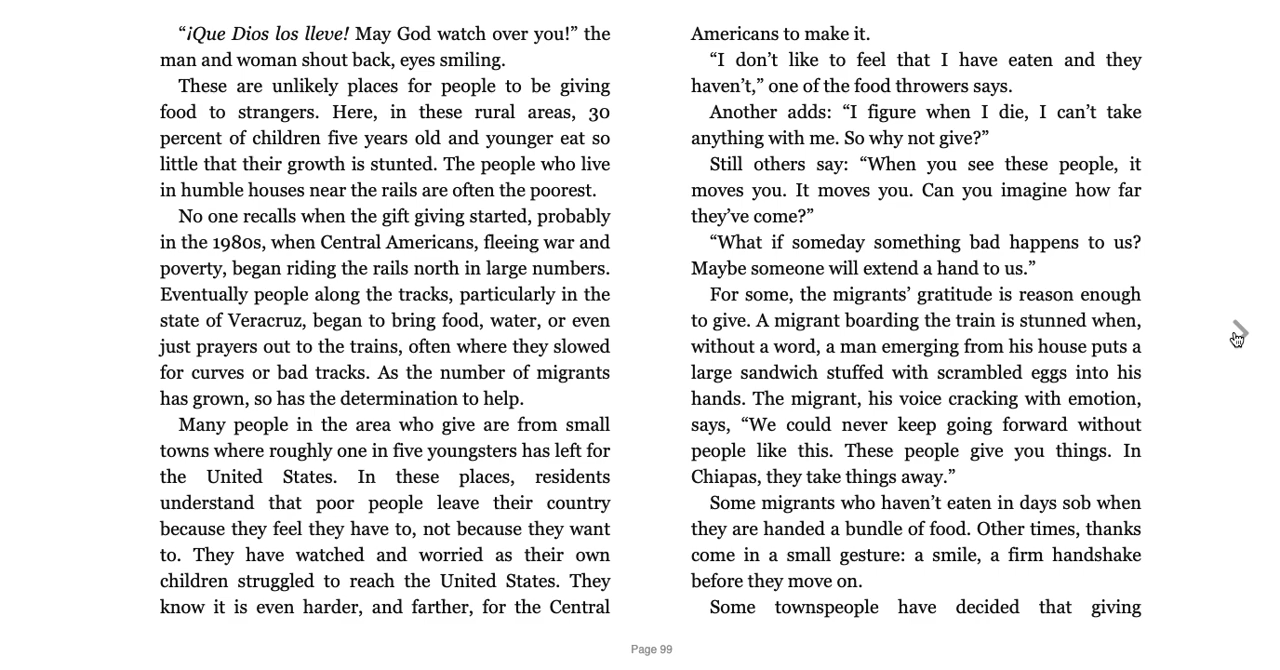 “¡Que Dios los lleve! May God watch over you!” the
man and woman shout back, eyes smiling.
These are unlikely places for people to be giving
food to strangers. Here, in these rural areas, 30
percent of children five years old and younger eat so
little that their growth is stunted. The people who live
in humble houses near the rails are often the poorest.
No one recalls when the gift giving started, probably
in the 1980s, when Central Americans, fleeing war and
poverty, began riding the rails north in large numbers.
Eventually people along the tracks, particularly in the
state of Veracruz, began to bring food, water, or even
just prayers out to the trains, often where they slowed
for curves or bad tracks. As the number of migrants
has grown, so has the determination to help.
Many people in the area who give are from small
towns where roughly one in five youngsters has left for
the United States. In these places, residents
understand that poor people leave their country
because they feel they have to, not because they want
to. They have watched and worried as their own
children struggled to reach the United States. They
know it is even harder, and farther, for the Central
Americans to make it.
“I don’t like to feel that I have eaten and they
haven’t,” one of the food throwers says.
Another adds: “I figure when I die, I can’t take
anything with me. So why not give?”
Still others say: “When you see these people, it
moves you. It moves you. Can you imagine how far
they’ve come?”
“What if someday something bad happens to us?
Maybe someone will extend a hand to us.”
For some, the migrants’ gratitude is reason enough
to give. A migrant boarding the train is stunned when,
without a word, a man emerging from his house puts a
large sandwich stuffed with scrambled eggs into his
hands. The migrant, his voice cracking with emotion,
says, “We could never keep going forward without
people like this. These people give you things. In
Chiapas, they take things away.”
Some migrants who haven’t eaten in days sob when
they are handed a bundle of food. Other times, thanks
come in a small gesture: a smile, a firm handshake
before they move on.
Some townspeople have decided that giving
Page 99